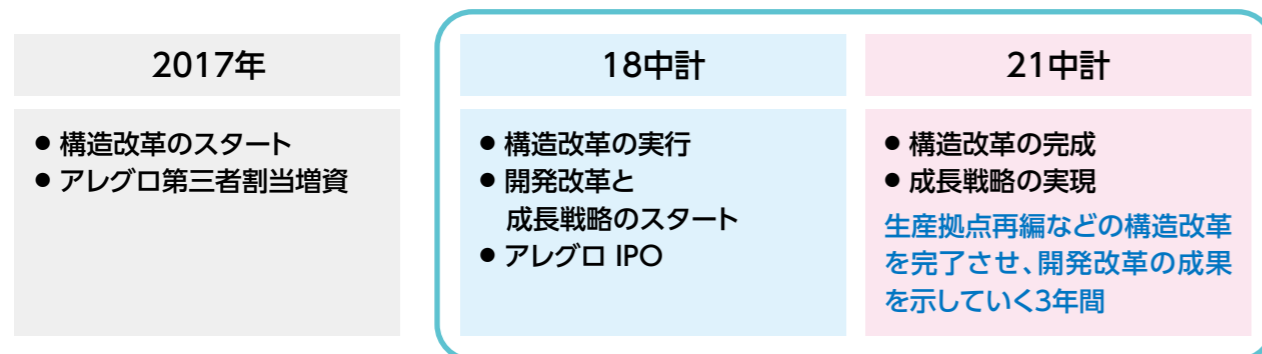 2017年
● 構造改革のスタート
● アレグロ第三者割当増資
18中計
● 構造改革の実行
● 開発改革と
成長戦略のスタート
● アレグロ IPO
21中計
● 構造改革の完成
● 成長戦略の実現
生産拠点再編などの構造改革
を完了させ、開発改革の成果
を示していく3年間